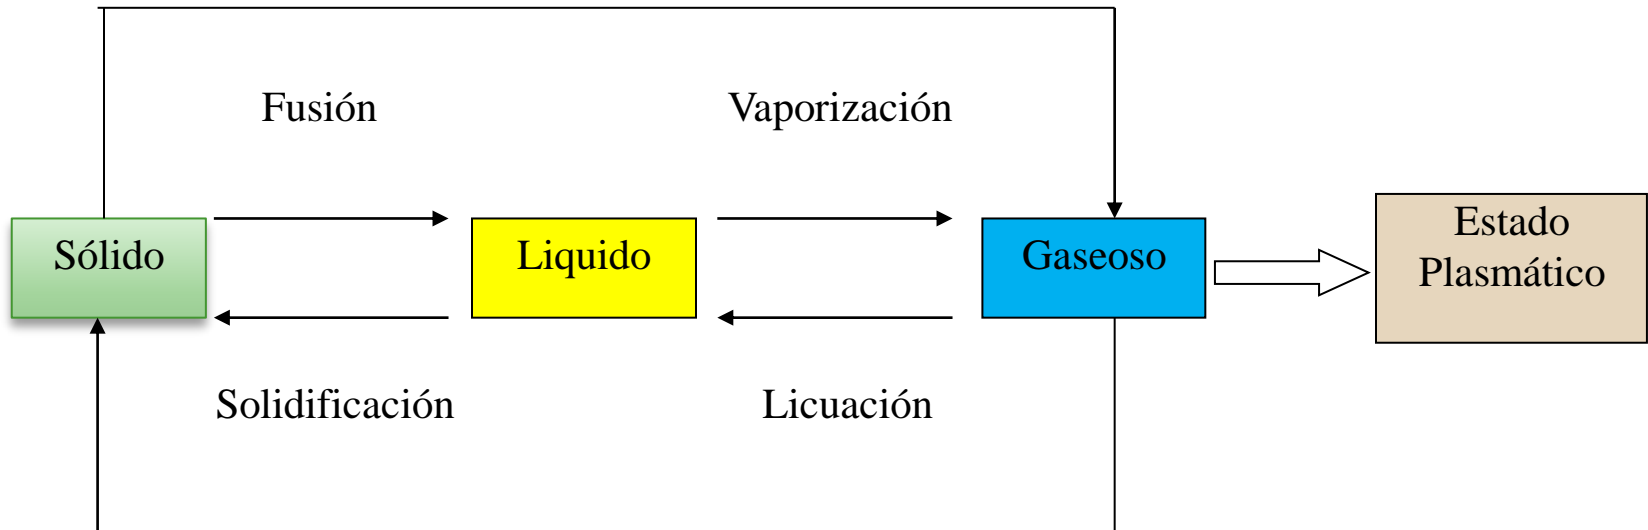 Fusión
Vaporización
Sólido
Liquido
Gaseoso
Estado
Plasmático
Solidificación
Licuación